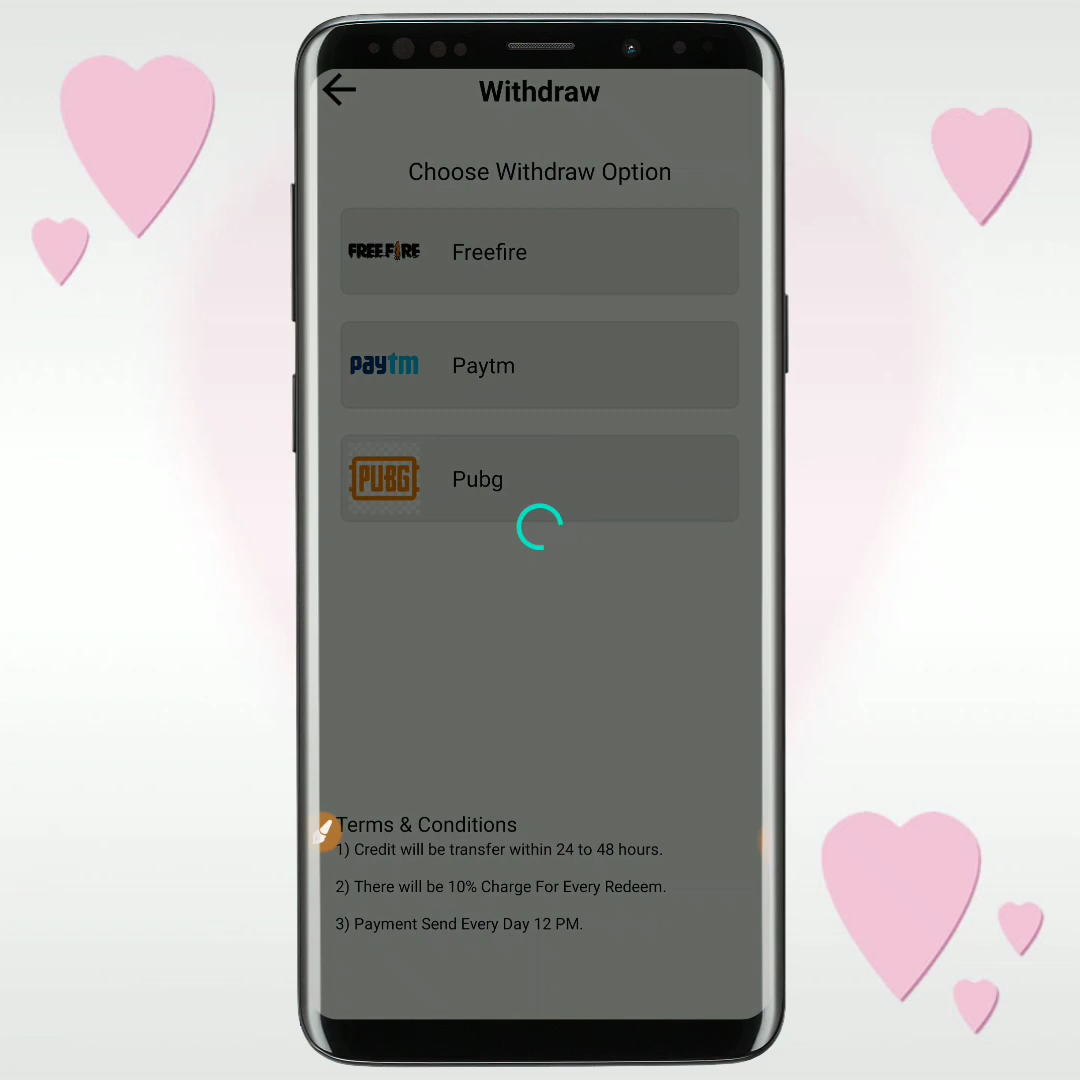 Withdraw
Choose Withdraw Option
FREE FIRE Freefire
paytm Paytm
PUBG Pubg
Terms & Conditions
1) Credit will be transfer within 24 to 48 hours.
2) There will be 10% Charge For Every Redeem.
3) Payment Send Every Day 12 PM.